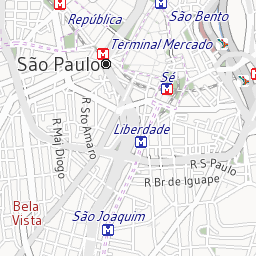 São Bento
República
Terminal Mercado
São Paulo
Sé
R Sto Amaro
Liberdade
R Maj Diogo
R S Paulo
R Br de Iguape
Bela
Vista
São Joaquim